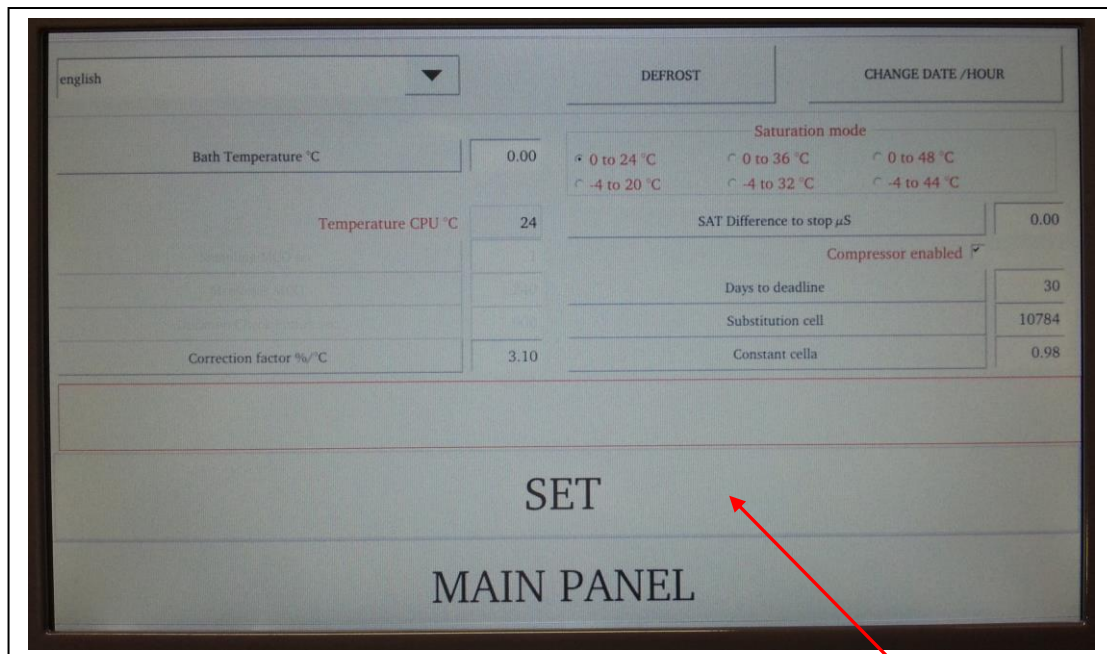 english
DEFROST
CHANGE DATE /HOUR
Saturation mode
Bath Temperature °C 0.00
0 to 24 °C 0 to 36 °C 0 to 48 °C
-4 to 20 °C -4 to 32 °C -4 to 44 °C
Temperature CPU °C 24
SAT Difference to stop μS 0.00
Compressor enabled
Days to deadline 30
Substitution cell 10784
Correction factor %/°C 3.10
Constant cella 0.98
SET
MAIN PANEL